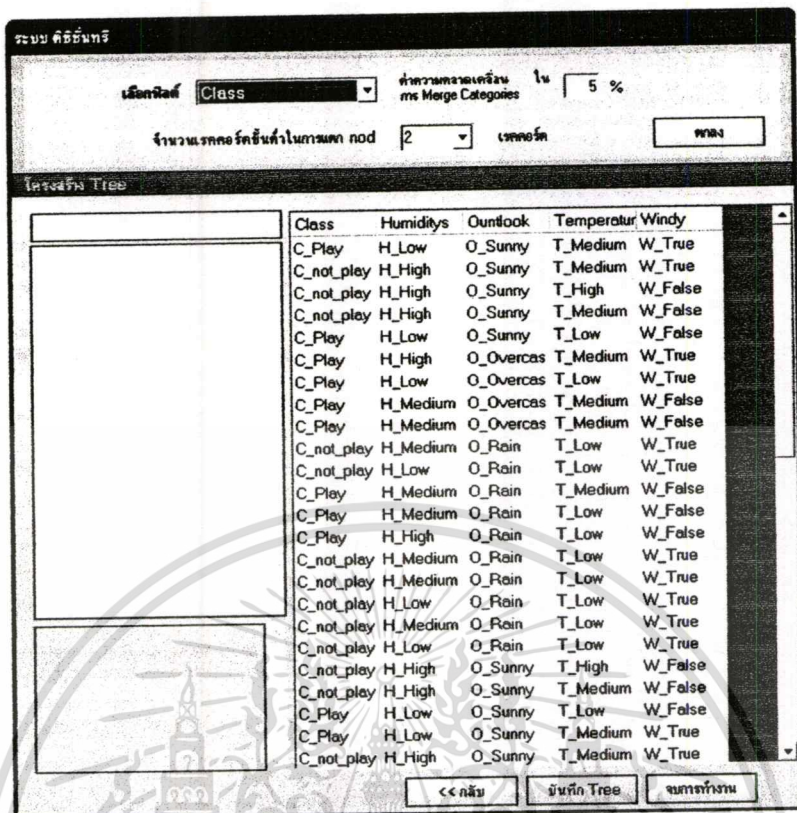 ระบบ ดิซิชั่นทรี
เลือกฟิลด์ Class ค่าความคลาดเคลื่อน ใน 5 %
การ Merge Categories
จำนวนเรคคอร์ดขั้นต่ำในการแตก nod 2 เรคคอร์ด ตกลง
โครงสร้าง Tree
Class Humiditys Ountlook Temperatur Windy
C_Play H_Low O_Sunny T_Medium W_True
C_not_play H_High O_Sunny T_Medium W_True
C_not_play H_High O_Sunny T_High W_False
C_not_play H_High O_Sunny T_Medium W_False
C_Play H_Low O_Sunny T_Low W_False
C_Play H_High O_Overcas T_Medium W_True
C_Play H_Low O_Overcas T_Low W_True
C_Play H_Medium O_Overcas T_Medium W_False
C_Play H_Medium O_Overcas T_Medium W_False
C_not_play H_Medium O_Rain T_Low W_True
C_not_play H_Low O_Rain T_Low W_True
C_Play H_Medium O_Rain T_Medium W_False
C_Play H_Medium O_Rain T_Low W_False
C_Play H_High O_Rain T_Low W_False
C_not_play H_Medium O_Rain T_Low W_True
C_not_play H_Medium O_Rain T_Low W_True
C_not_play H_Low O_Rain T_Low W_True
C_not_play H_Medium O_Rain T_Low W_True
C_not_play H_Low O_Rain T_Low W_True
C_not_play H_High O_Sunny T_High W_False
C_not_play H_High O_Sunny T_Medium W_False
C_Play H_Low O_Sunny T_Low W_False
C_Play H_Low O_Sunny T_Medium W_True
C_not_play H_High O_Sunny T_Medium W_True
<< กลับ บันทึก Tree จบการทำงาน